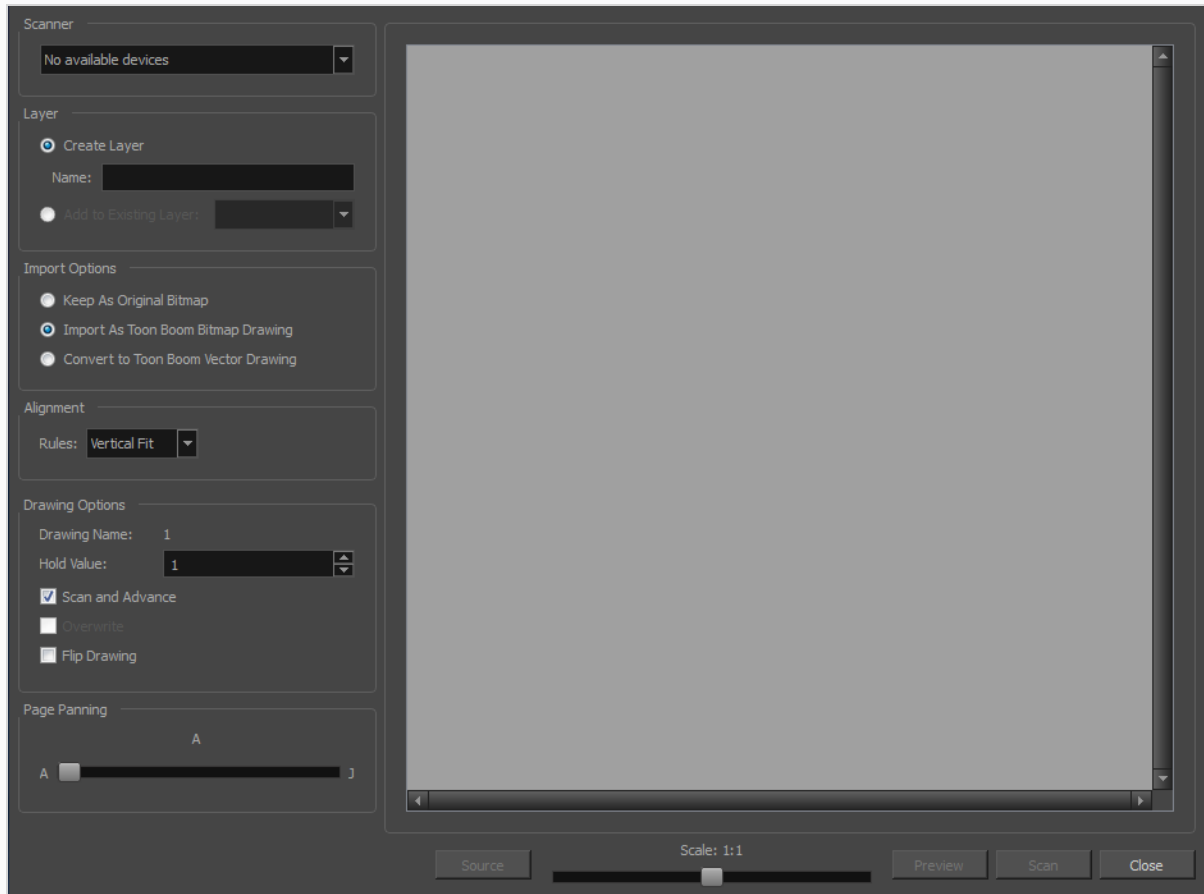 Scanner
No available devices
Layer
Create Layer
Name:
Add to Existing Layer:
Import Options
Keep As Original Bitmap
Import As Toon Boom Bitmap Drawing
Convert to Toon Boom Vector Drawing
Alignment
Rules: Vertical Fit
Drawing Options
Drawing Name: 1
Hold Value: 1
Scan and Advance
Overwrite
Flip Drawing
Page Panning
A
A J
Scale: 1:1
Source Preview Scan Close